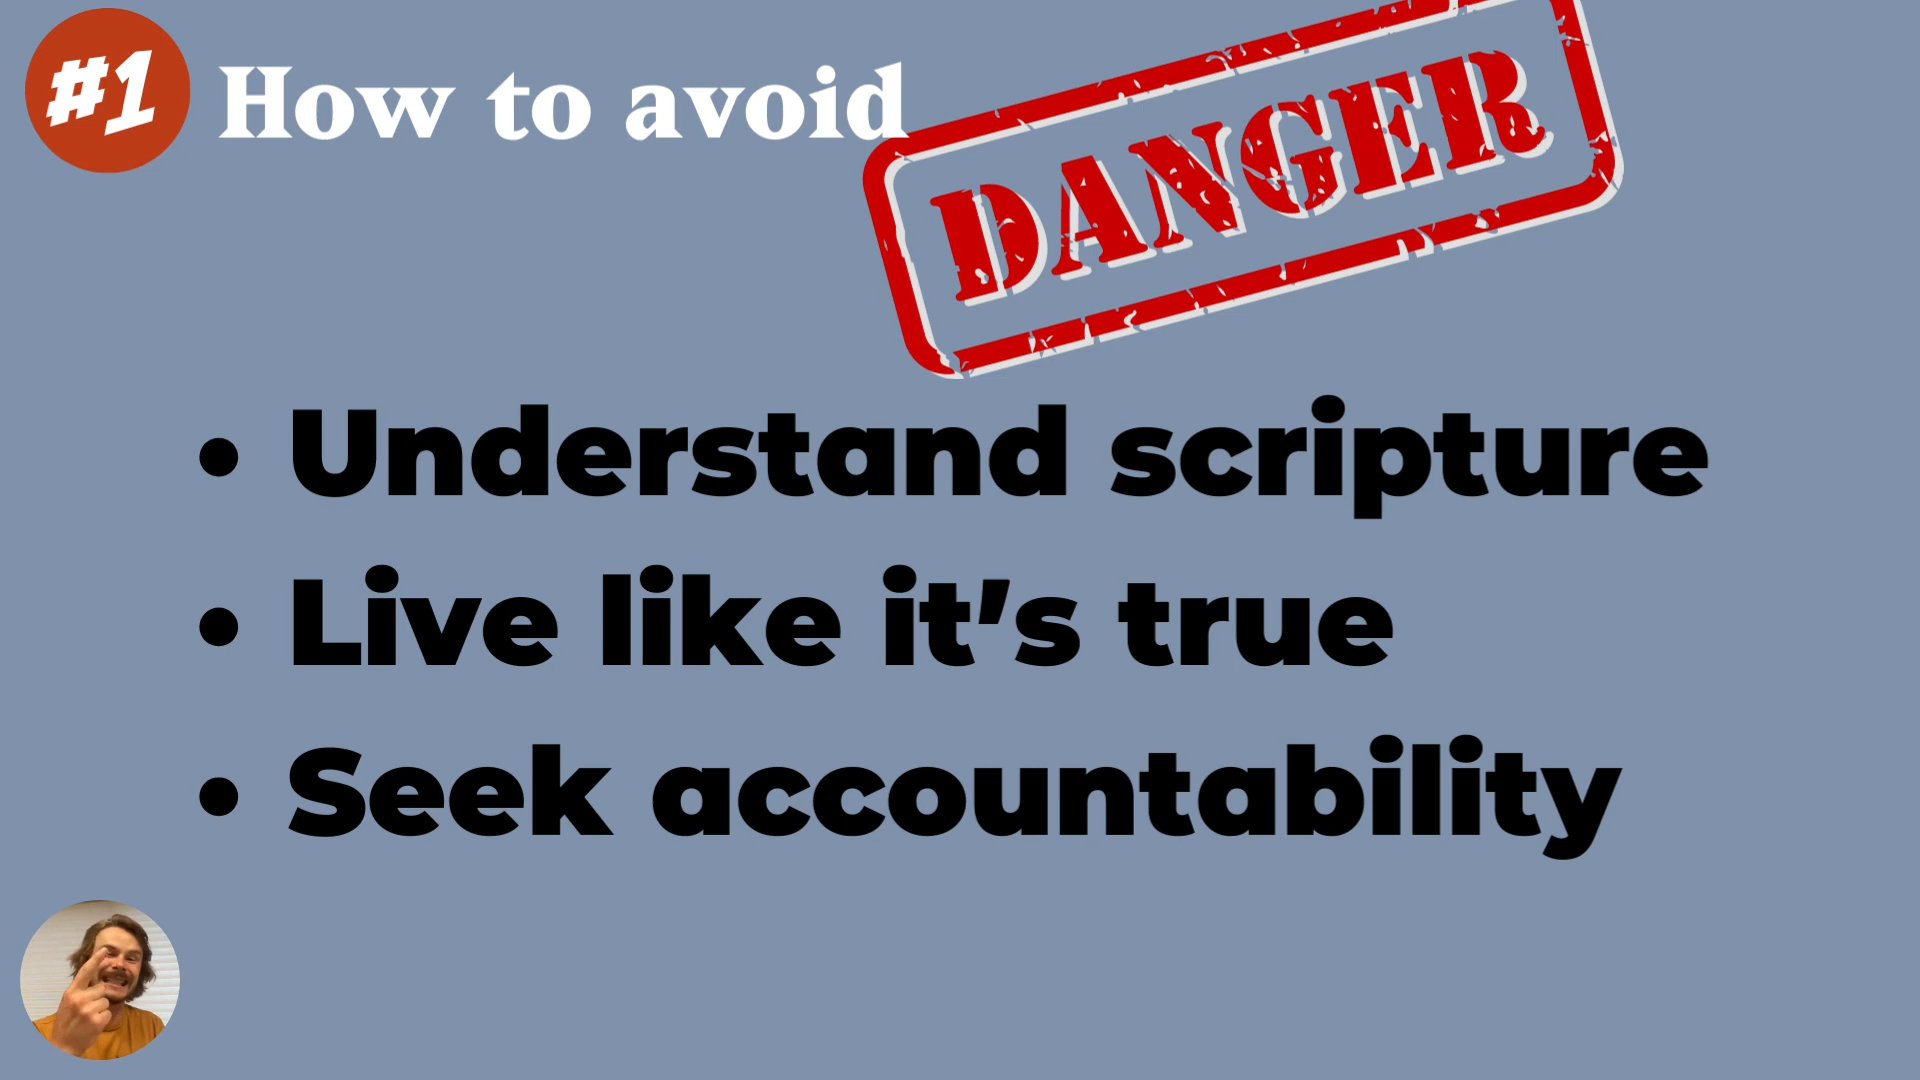 #1 How to avoid
DANGER
• Understand scripture
• Live like it's true
• Seek accountability